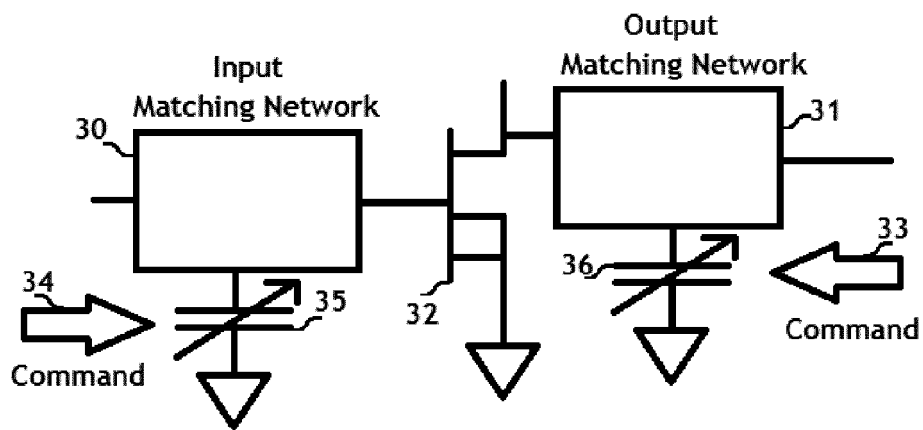 Output
Matching Network
Input
Matching Network
30
31
33
36
34
35
32
Command
Command